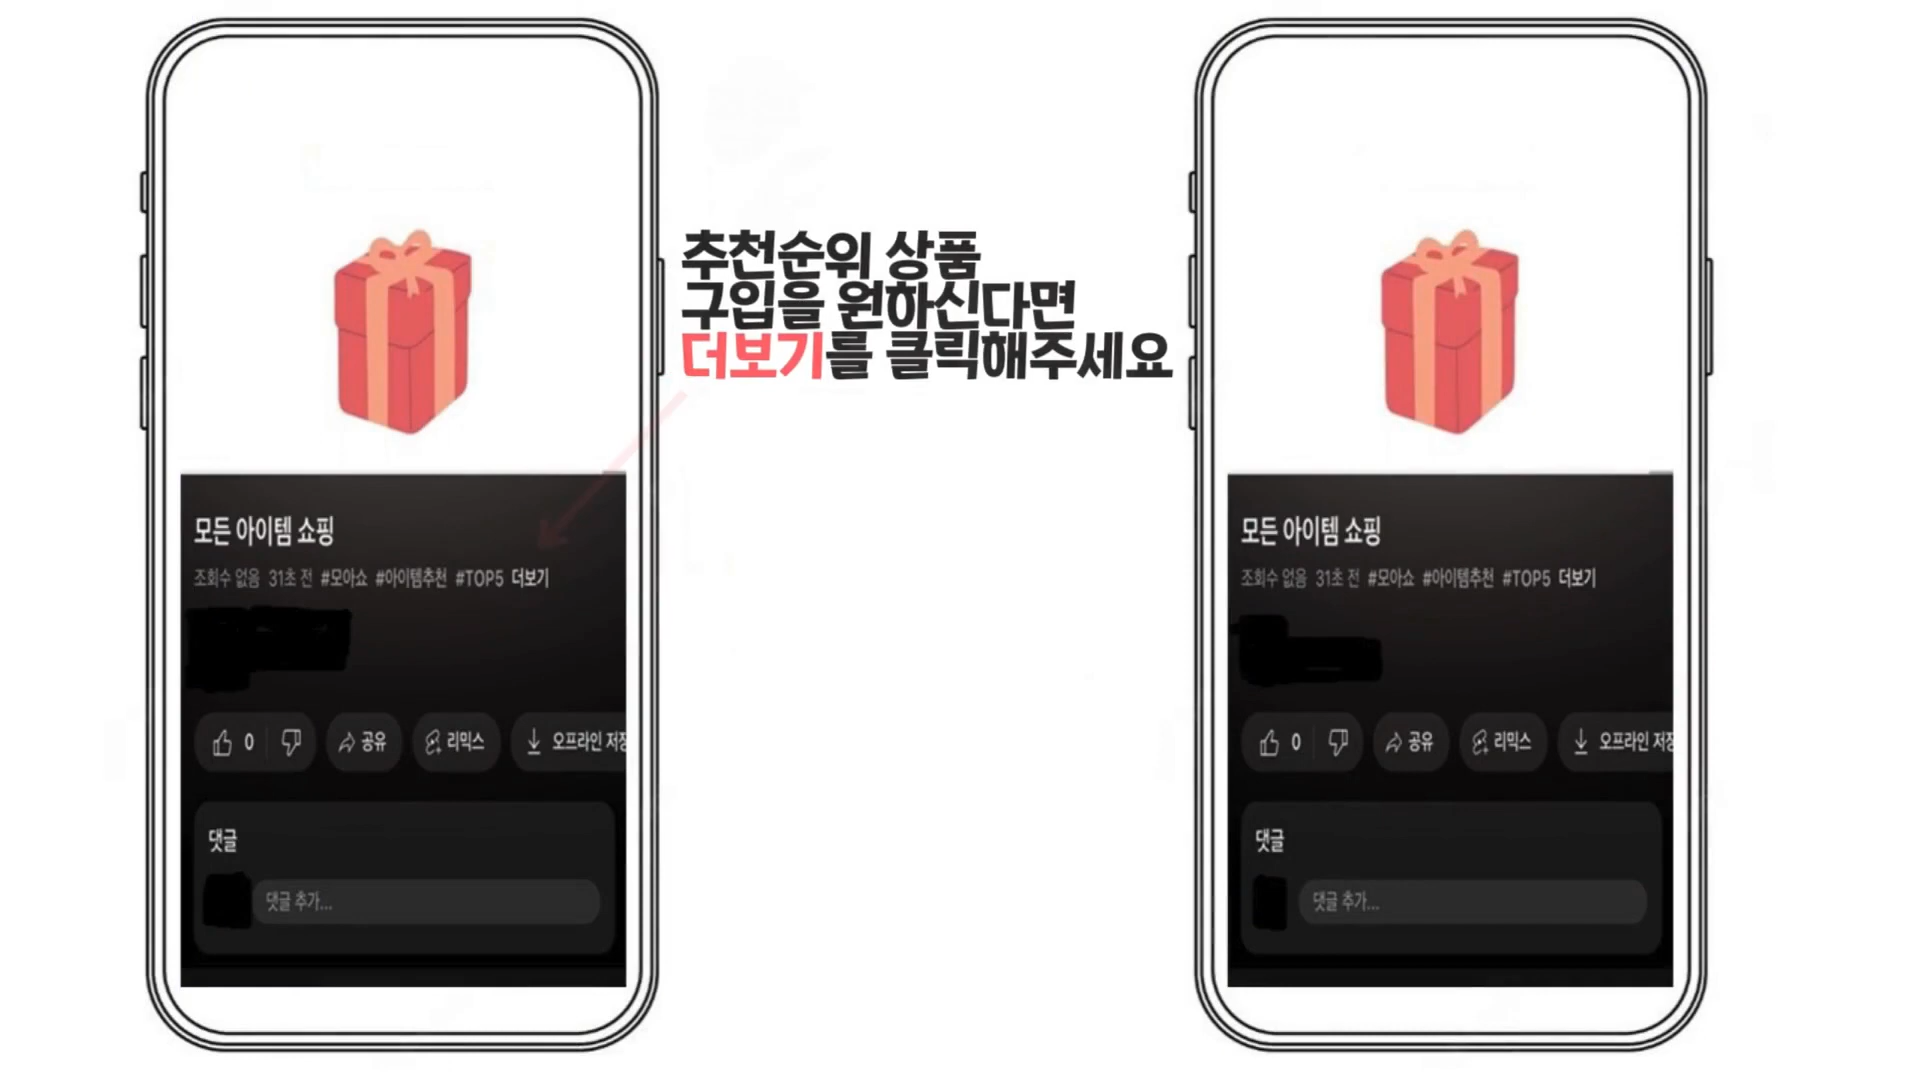 추천순위 상품
구입을 원하신다면
더보기를 클릭해주세요
모든 아이템 쇼핑
조회수 없음 31초 전 #모아쇼 #아이템추천 #TOP5 더보기
0 공유 리믹스 오프라인 저장
댓글
댓글 추가...
모든 아이템 쇼핑
조회수 없음 31초 전 #모아쇼 #아이템추천 #TOP5 더보기
0 공유 리믹스 오프라인 저장
댓글
댓글 추가...